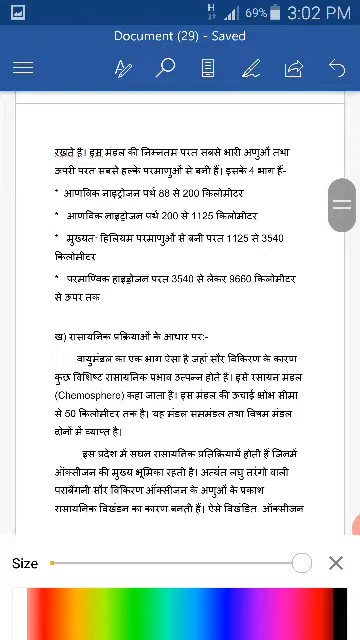 H
69% 3:02 PM
Document (29) - Saved
रखते है। इस मंडल की निम्नतम परत सबसे भारी अणुओं तथा
ऊपरी परत सबसे हल्के परमाणुओं से बनी हैं। इसके 4 भाग हैं-
* आणविक नाइट्रोजन पर्थ 88 से 200 किलोमीटर
* आणविक नाइट्रोजन पर्थ 200 से 1125 किलोमीटर
* मुख्यतः हिलियम परमाणुओं से बनी परत 1125 से 3540
किलोमीटर
* परमाण्विक हाइड्रोजन परत 3540 से लेकर 9660 किलोमीटर
से ऊपर तक
ख) रासायनिक प्रक्रियाओं के आधार पर:-
वायुमंडल का एक भाग ऐसा है जहां सौर विकिरण के कारण
कुछ विशिष्ट रासायनिक प्रभाव उत्पन्न होते हैं। इसे रसायन मंडल
(Chemosphere) कहा जाता है। इस मंडल की ऊचाई क्षोभ सीमा
से 50 किलोमीटर तक है। यह मंडल सममंडल तथा विषम मंडल
दोनों में व्याप्त है।
इस प्रदेश में सघन रासायतिक प्रतिक्रियायें होती हैं जिनमें
ऑक्सीजन की मुख्य भूमिका रहती है। अत्यंत लघु तरंगो वाली
पराबैंगनी सौर विकिरण ऑक्सीजन के अणुओं के प्रकाश
रासायनिक विखंडन का कारण बनती हैं। ऐसे विखंडित ऑक्सीजन
Size